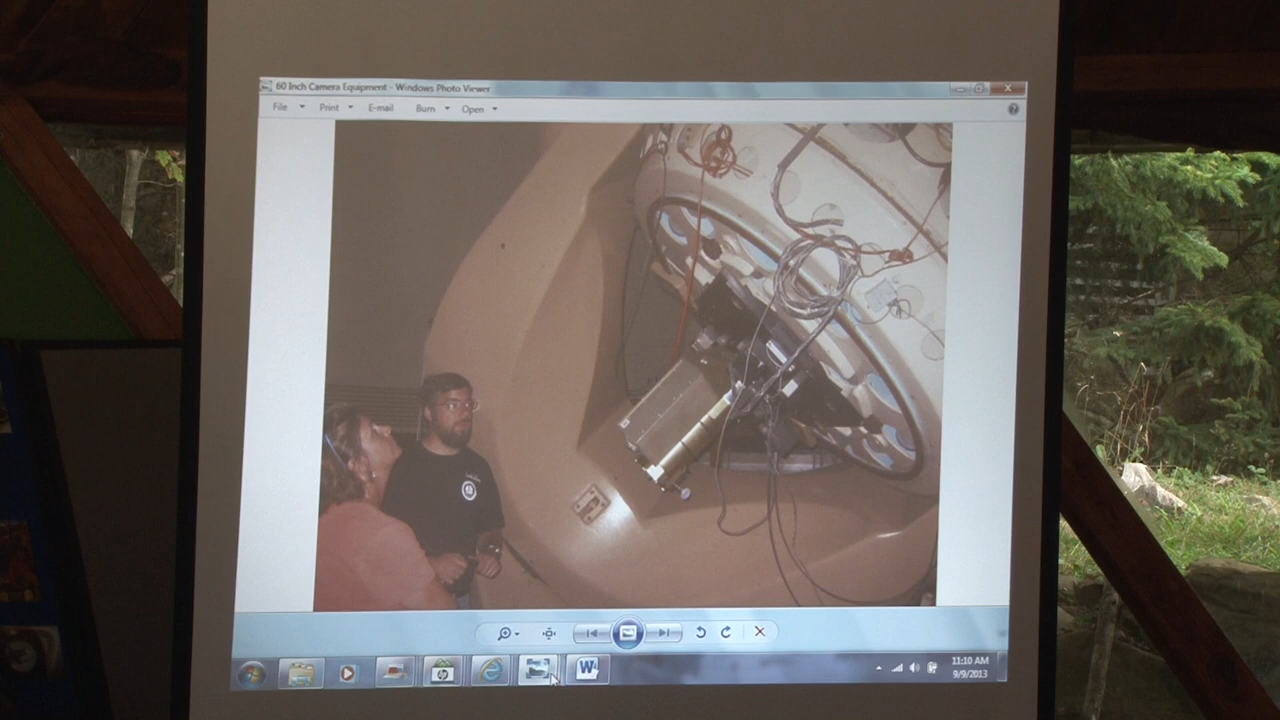 60 Inch Camera Equipment - Windows Photo Viewer
File Print E-mail Burn Open
11:10 AM
9/9/2013